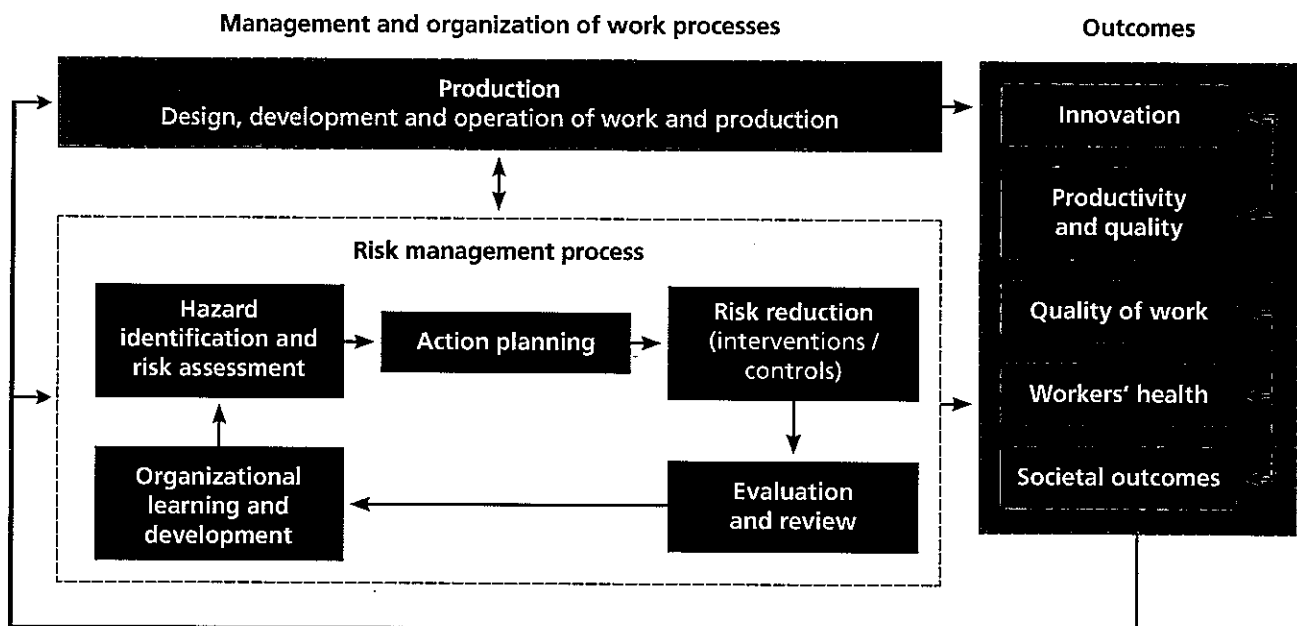 Management and organization of work processes
Outcomes
Production
Design, development and operation of work and production
Risk management process
Hazard
identification and
risk assessment
Action planning
Risk reduction
(interventions /
controls)
Organizational
learning and
development
Evaluation
and review
Innovation
Productivity
and quality
Quality of work
Workers‘ health
Societal outcomes